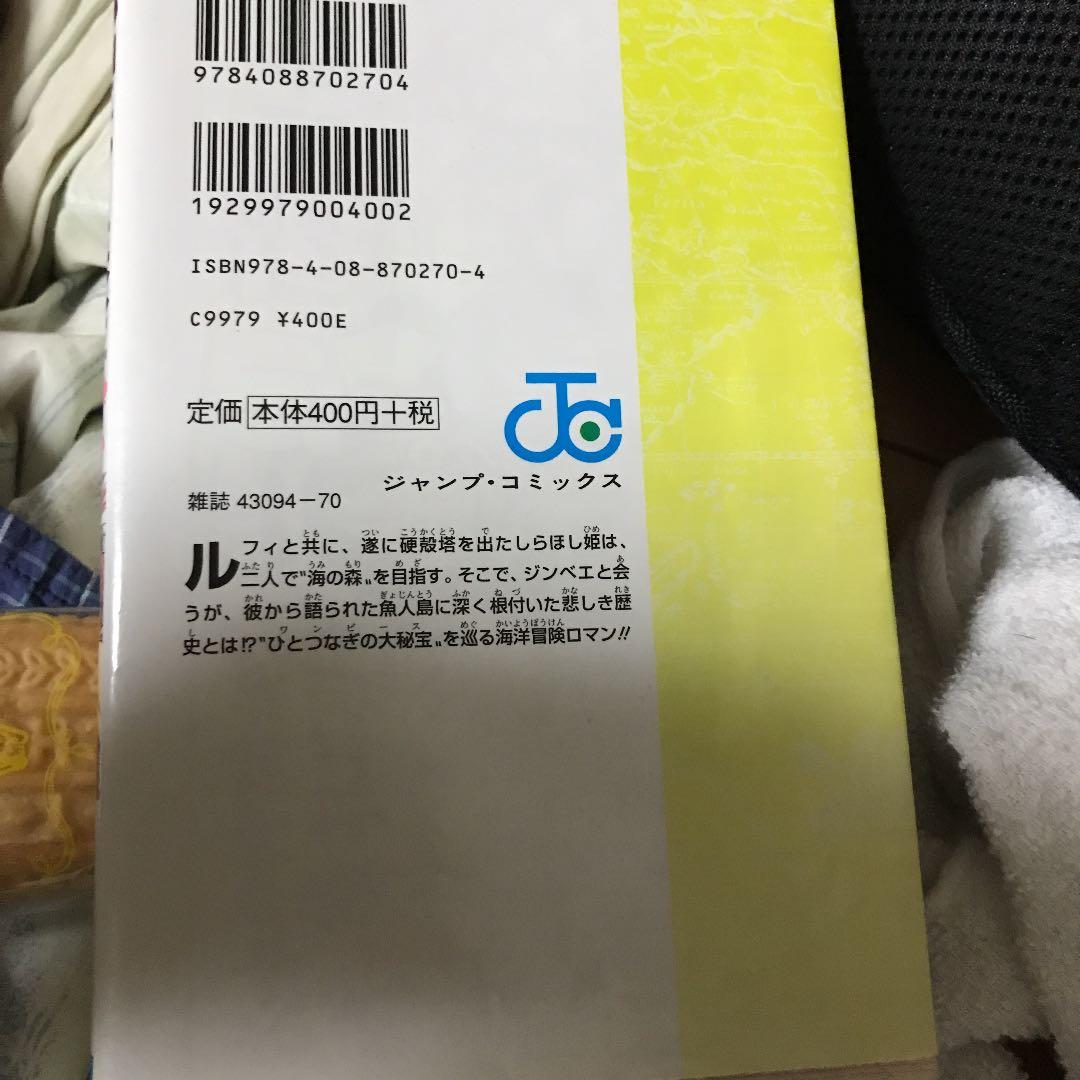 9784088702704
1929979004002
ISBN978-4-08-870270-4
C9979 ¥400E
定価 本体400円+税
ジャンプ・コミックス
雑誌 43094-70
ルフィと共に、遂に硬殻塔を出たしらほし姫は、
二人で〝海の森〟を目指す。そこで、ジンベエと会
うが、彼から語られた魚人島に深く根付いた悲しき歴
史とは!?〝ひとつなぎの大秘宝〟を巡る海洋冒険ロマン!!